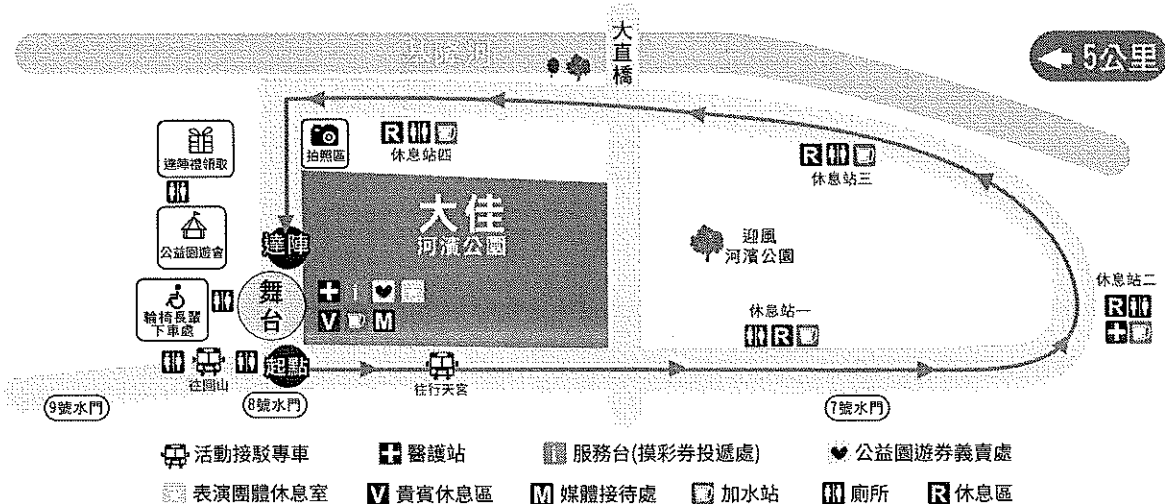 基隆河
大直橋
5公里
拍照區
R
休息站四
R
休息站三
達陣禮領取
公益園遊會
達陣
大佳
河濱公園
迎風
河濱公園
輪椅長輩
下車處
舞台
i
V M
休息站一
R
休息站二
R
起點
往圓山
往行天宮
9號水門
8號水門
7號水門
活動接駁專車
醫護站
i 服務台(摸彩券投遞處)
公益園遊券義賣處
表演團體休息室
V 貴賓休息區
M 媒體接待處
加水站
廁所
R 休息區